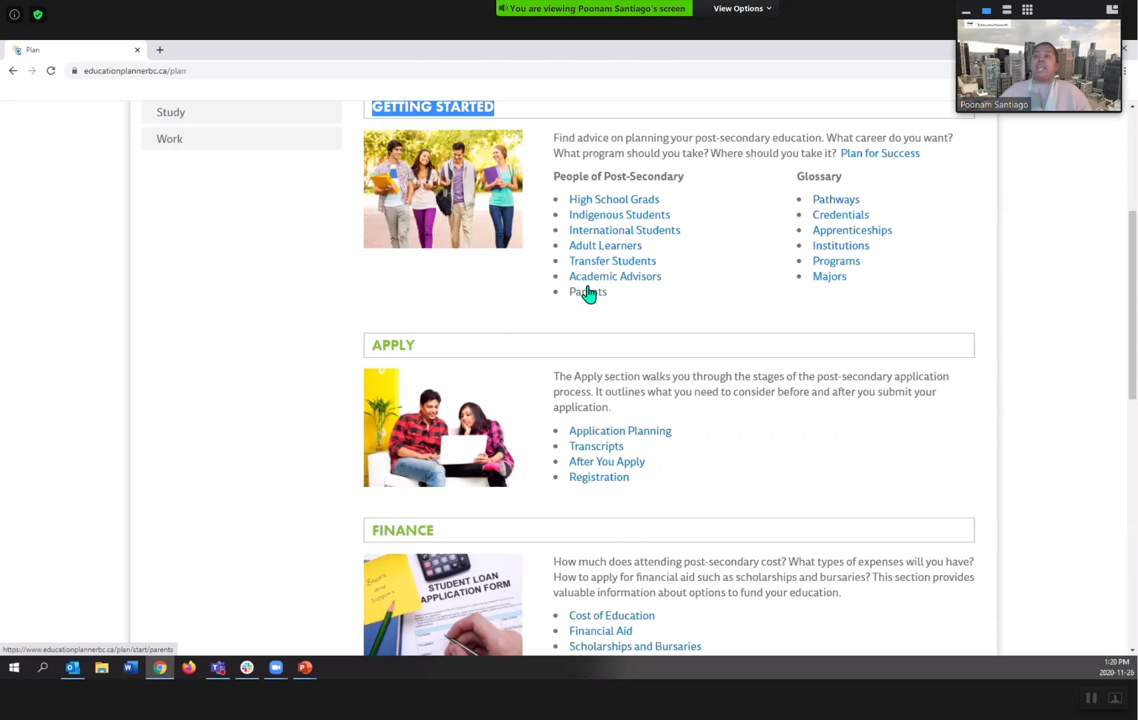 You are viewing Poonam Santiago's screen
View Options
Plan
educationplannerbc.ca/plan
Poonam Santiago
Study
Work
GETTING STARTED
Find advice on planning your post-secondary education. What career do you want?
What program should you take? Where should you take it? Plan for Success
People of Post-Secondary
High School Grads
Indigenous Students
International Students
Adult Learners
Transfer Students
Academic Advisors
Parents
Glossary
Pathways
Credentials
Apprenticeships
Institutions
Programs
Majors
APPLY
The Apply section walks you through the stages of the post-secondary application
process. It outlines what you need to consider before and after you submit your
application.
Application Planning
Transcripts
After You Apply
Registration
FINANCE
STUDENT LOAN
APPLICATION FORM
How much does attending post-secondary cost? What types of expenses will you have?
How to apply for financial aid such as scholarships and bursaries? This section provides
valuable information about options to fund your education.
Cost of Education
Financial Aid
Scholarships and Bursaries
https://www.educationplannerbc.ca/plan/start/parents
1:20 PM
2020-11-26